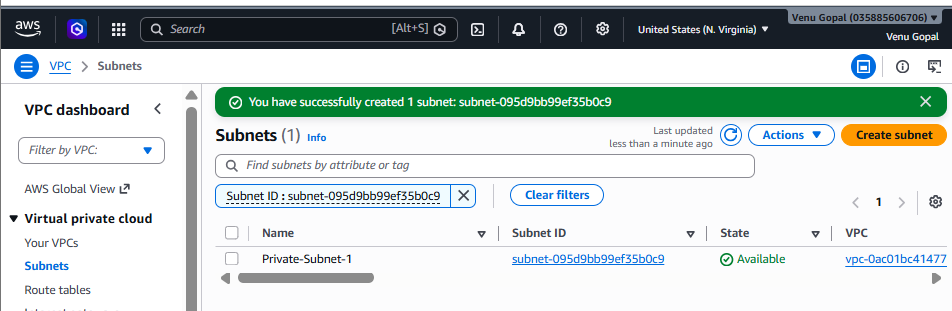 Venu Gopal (035885606706)
aws
Search
[Alt+S]
United States (N. Virginia)
Venu Gopal
VPC
Subnets
VPC dashboard
You have successfully created 1 subnet: subnet-095d9bb99ef35b0c9
Subnets (1) Info
Last updated
less than a minute ago
Actions
Create subnet
Filter by VPC:
Find subnets by attribute or tag
AWS Global View
Subnet ID : subnet-095d9bb99ef35b0c9
Clear filters
1
Virtual private cloud
Name
Subnet ID
State
VPC
Your VPCs
Private-Subnet-1
subnet-095d9bb99ef35b0c9
Available
vpc-0ac01bc41477
Subnets
Route tables